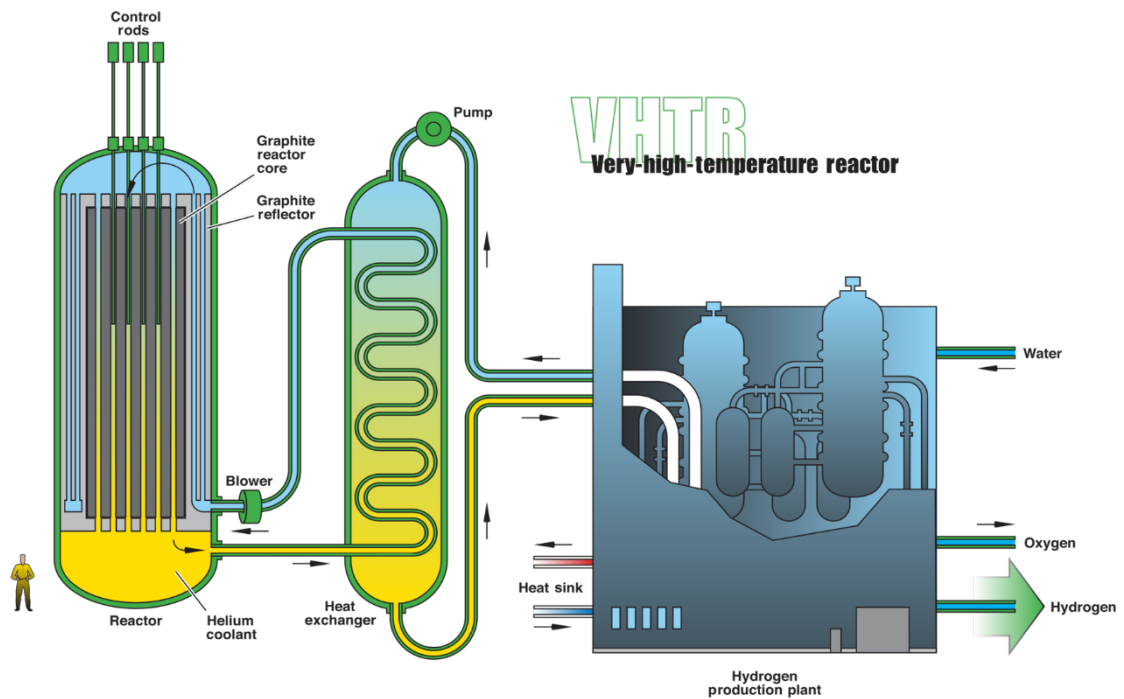 Control
rods
Pump
VHTR
Very-high-temperature reactor
Graphite
reactor
core
Graphite
reflector
Water
Blower
Oxygen
Heat sink
Hydrogen
Reactor
Helium
coolant
Heat
exchanger
Hydrogen
production plant